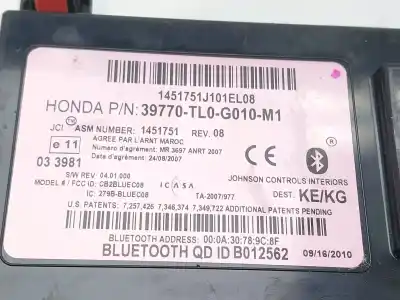 1451751J101EL08
HONDA P/N: 39770-TL0-G010-M1
JCI ASM NUMBER: 1451751 REV. 08
e 11
03 3981
AGREE PAR L'ARNT MAROC
Numero d'agrément: MR 3697 ANRT 2007
Date d'agrément: 24/08/2007
CE
JOHNSON CONTROLS INTERIORS
S/W REV.: 04.01.000
MODEL # / FCC ID: CB2BLUEC08
IC: 279B-BLUEC08
ICASA
TA-2007/977
DEST. KE/KG
U.S. PATENTS: 7,257,426 7,346,374 7,349,722 ADDITIONAL PATENTS PENDING
BLUETOOTH ADDRESS: 00:0A:30:78:9C:8F
BLUETOOTH QD ID B012562
09/16/2010